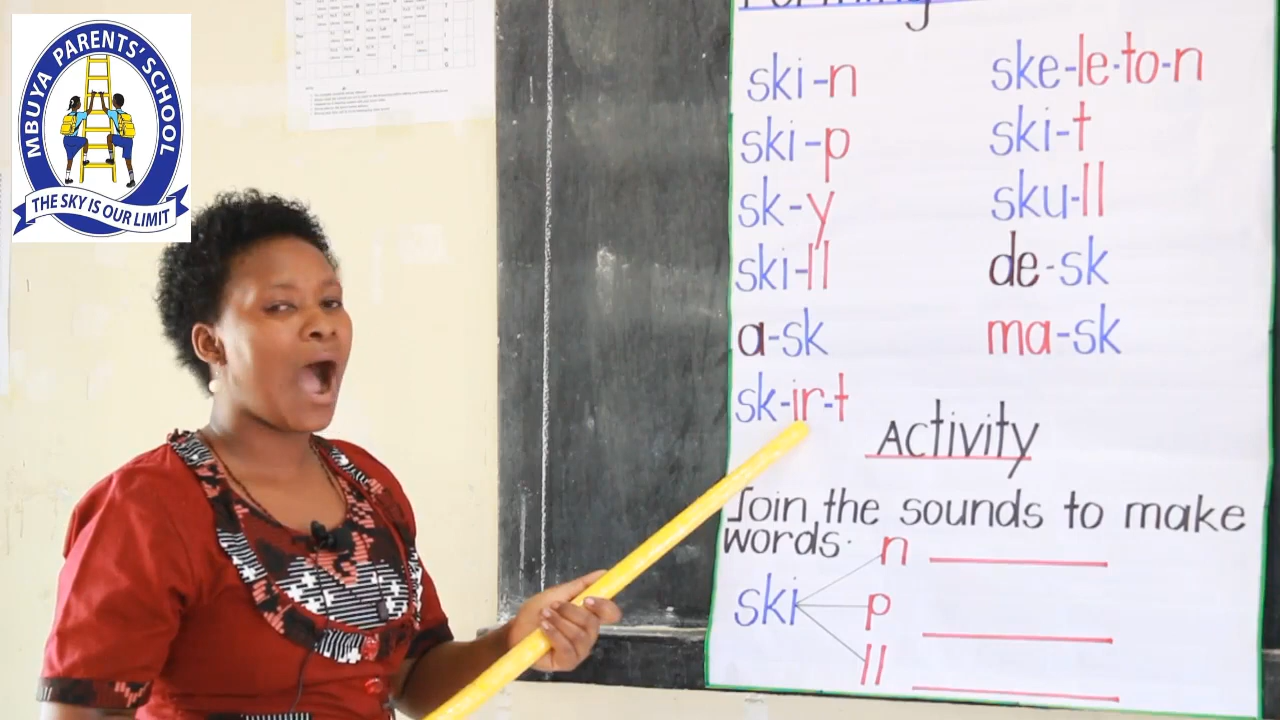 MBUYA PARENTS' SCHOOL
THE SKY IS OUR LIMIT
Forming
ski-n
ski-p
sk-y
ski-ll
a-sk
sk-ir-t
ske-le-to-n
ski-t
sku-ll
de-sk
ma-sk
Activity
Join the sounds to make
words.
ski
n
p
ll